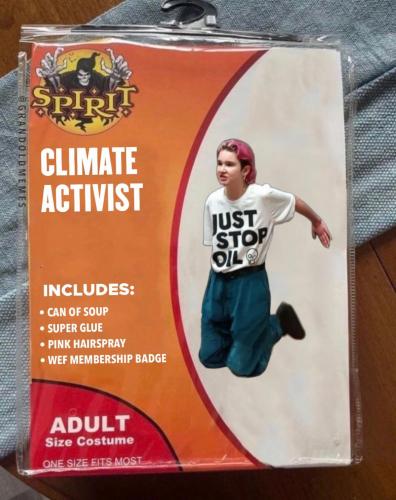 SPIRIT
CLIMATE
ACTIVIST
@GRANDOLDMEMES
JUST
STOP
OIL
INCLUDES:
• CAN OF SOUP
• SUPER GLUE
• PINK HAIRSPRAY
• WEF MEMBERSHIP BADGE
ADULT
Size Costume
ONE SIZE FITS MOST